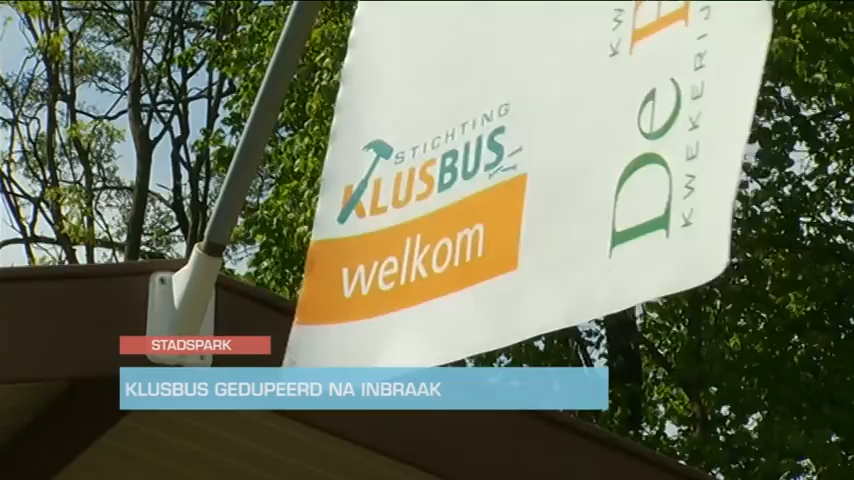 STICHTING
KLUSBUS
welkom
De
KWEKERIJ
STADSPARK
KLUSBUS GEDUPEERD NA INBRAAK